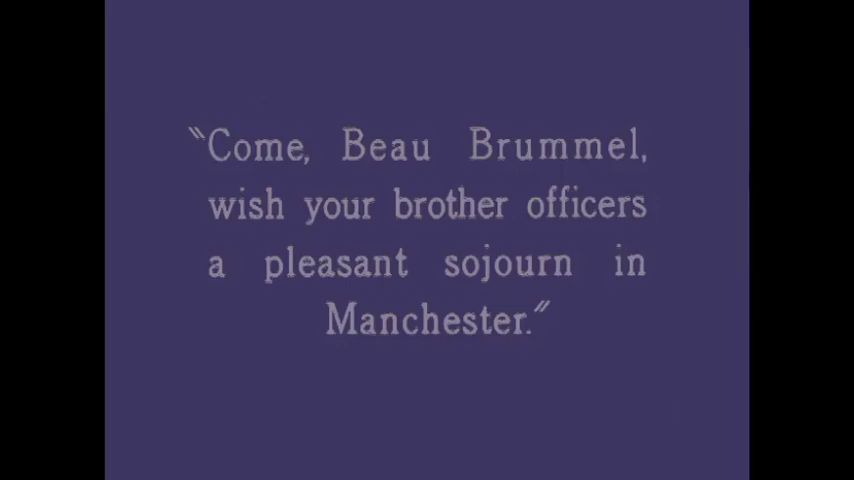 "Come, Beau Brummel,
wish your brother officers
a pleasant sojourn in
Manchester."